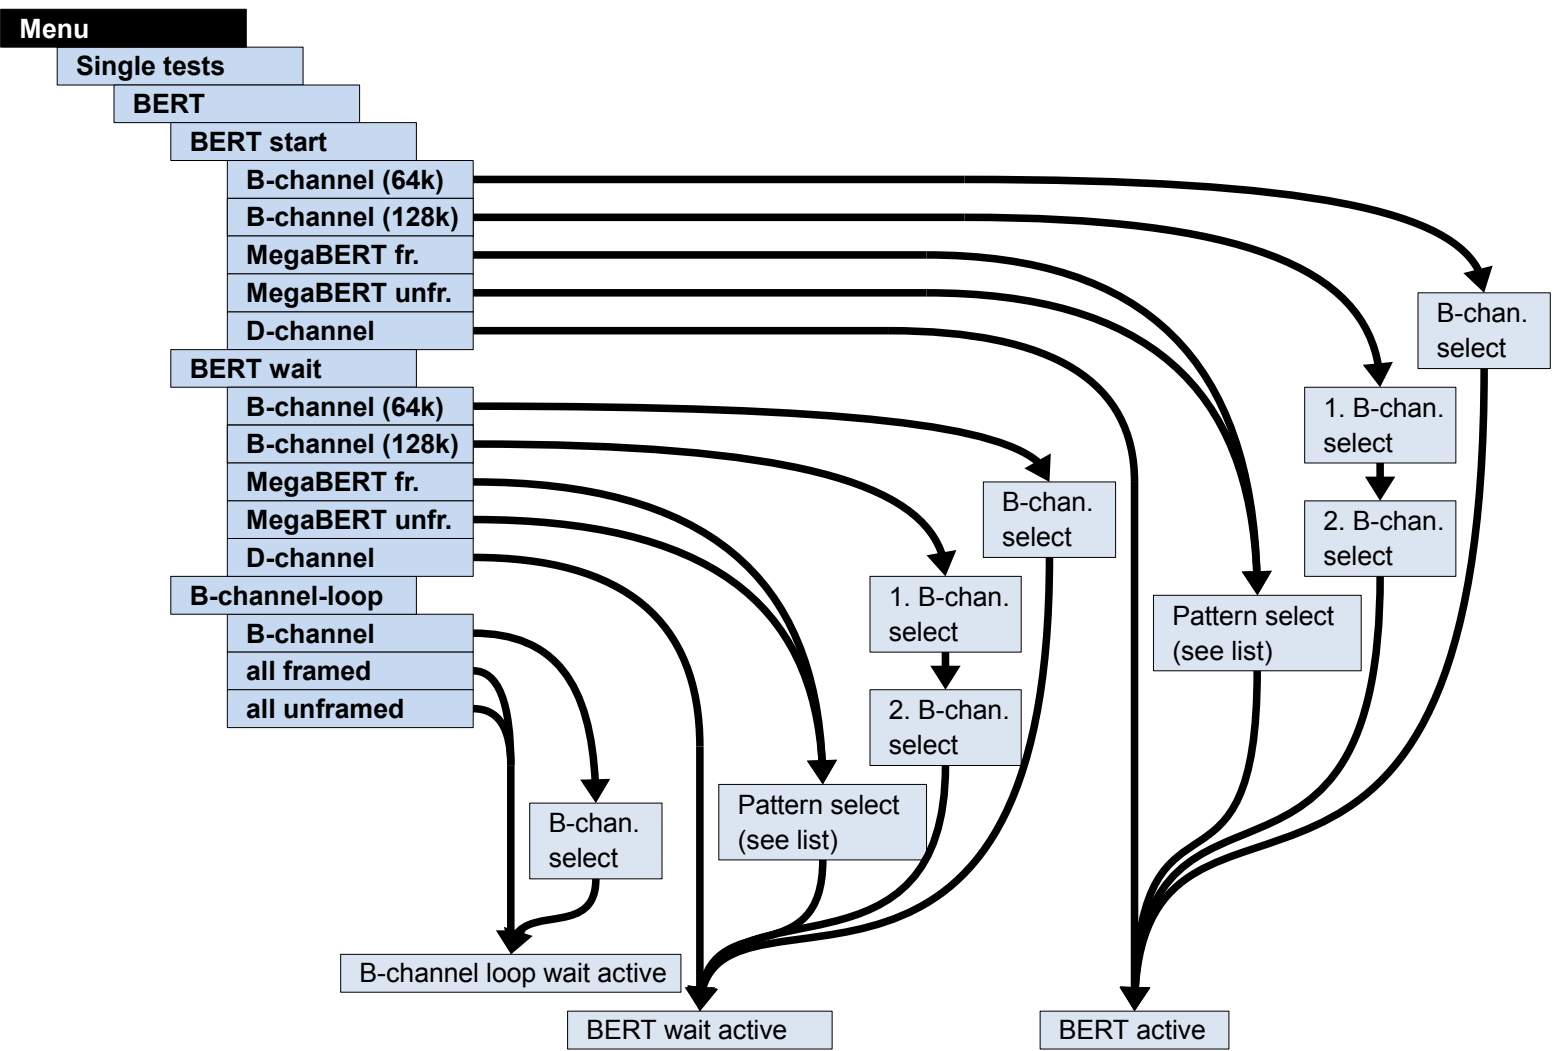 Menu
Single tests
BERT
BERT start
B-channel (64k)
B-channel (128k)
MegaBERT fr.
MegaBERT unfr.
D-channel
BERT wait
B-channel (64k)
B-channel (128k)
MegaBERT fr.
MegaBERT unfr.
D-channel
B-channel-loop
B-channel
all framed
all unframed
B-chan.
select
B-channel loop wait active
Pattern select
(see list)
1. B-chan.
select
2. B-chan.
select
B-chan.
select
BERT wait active
Pattern select
(see list)
1. B-chan.
select
2. B-chan.
select
B-chan.
select
BERT active